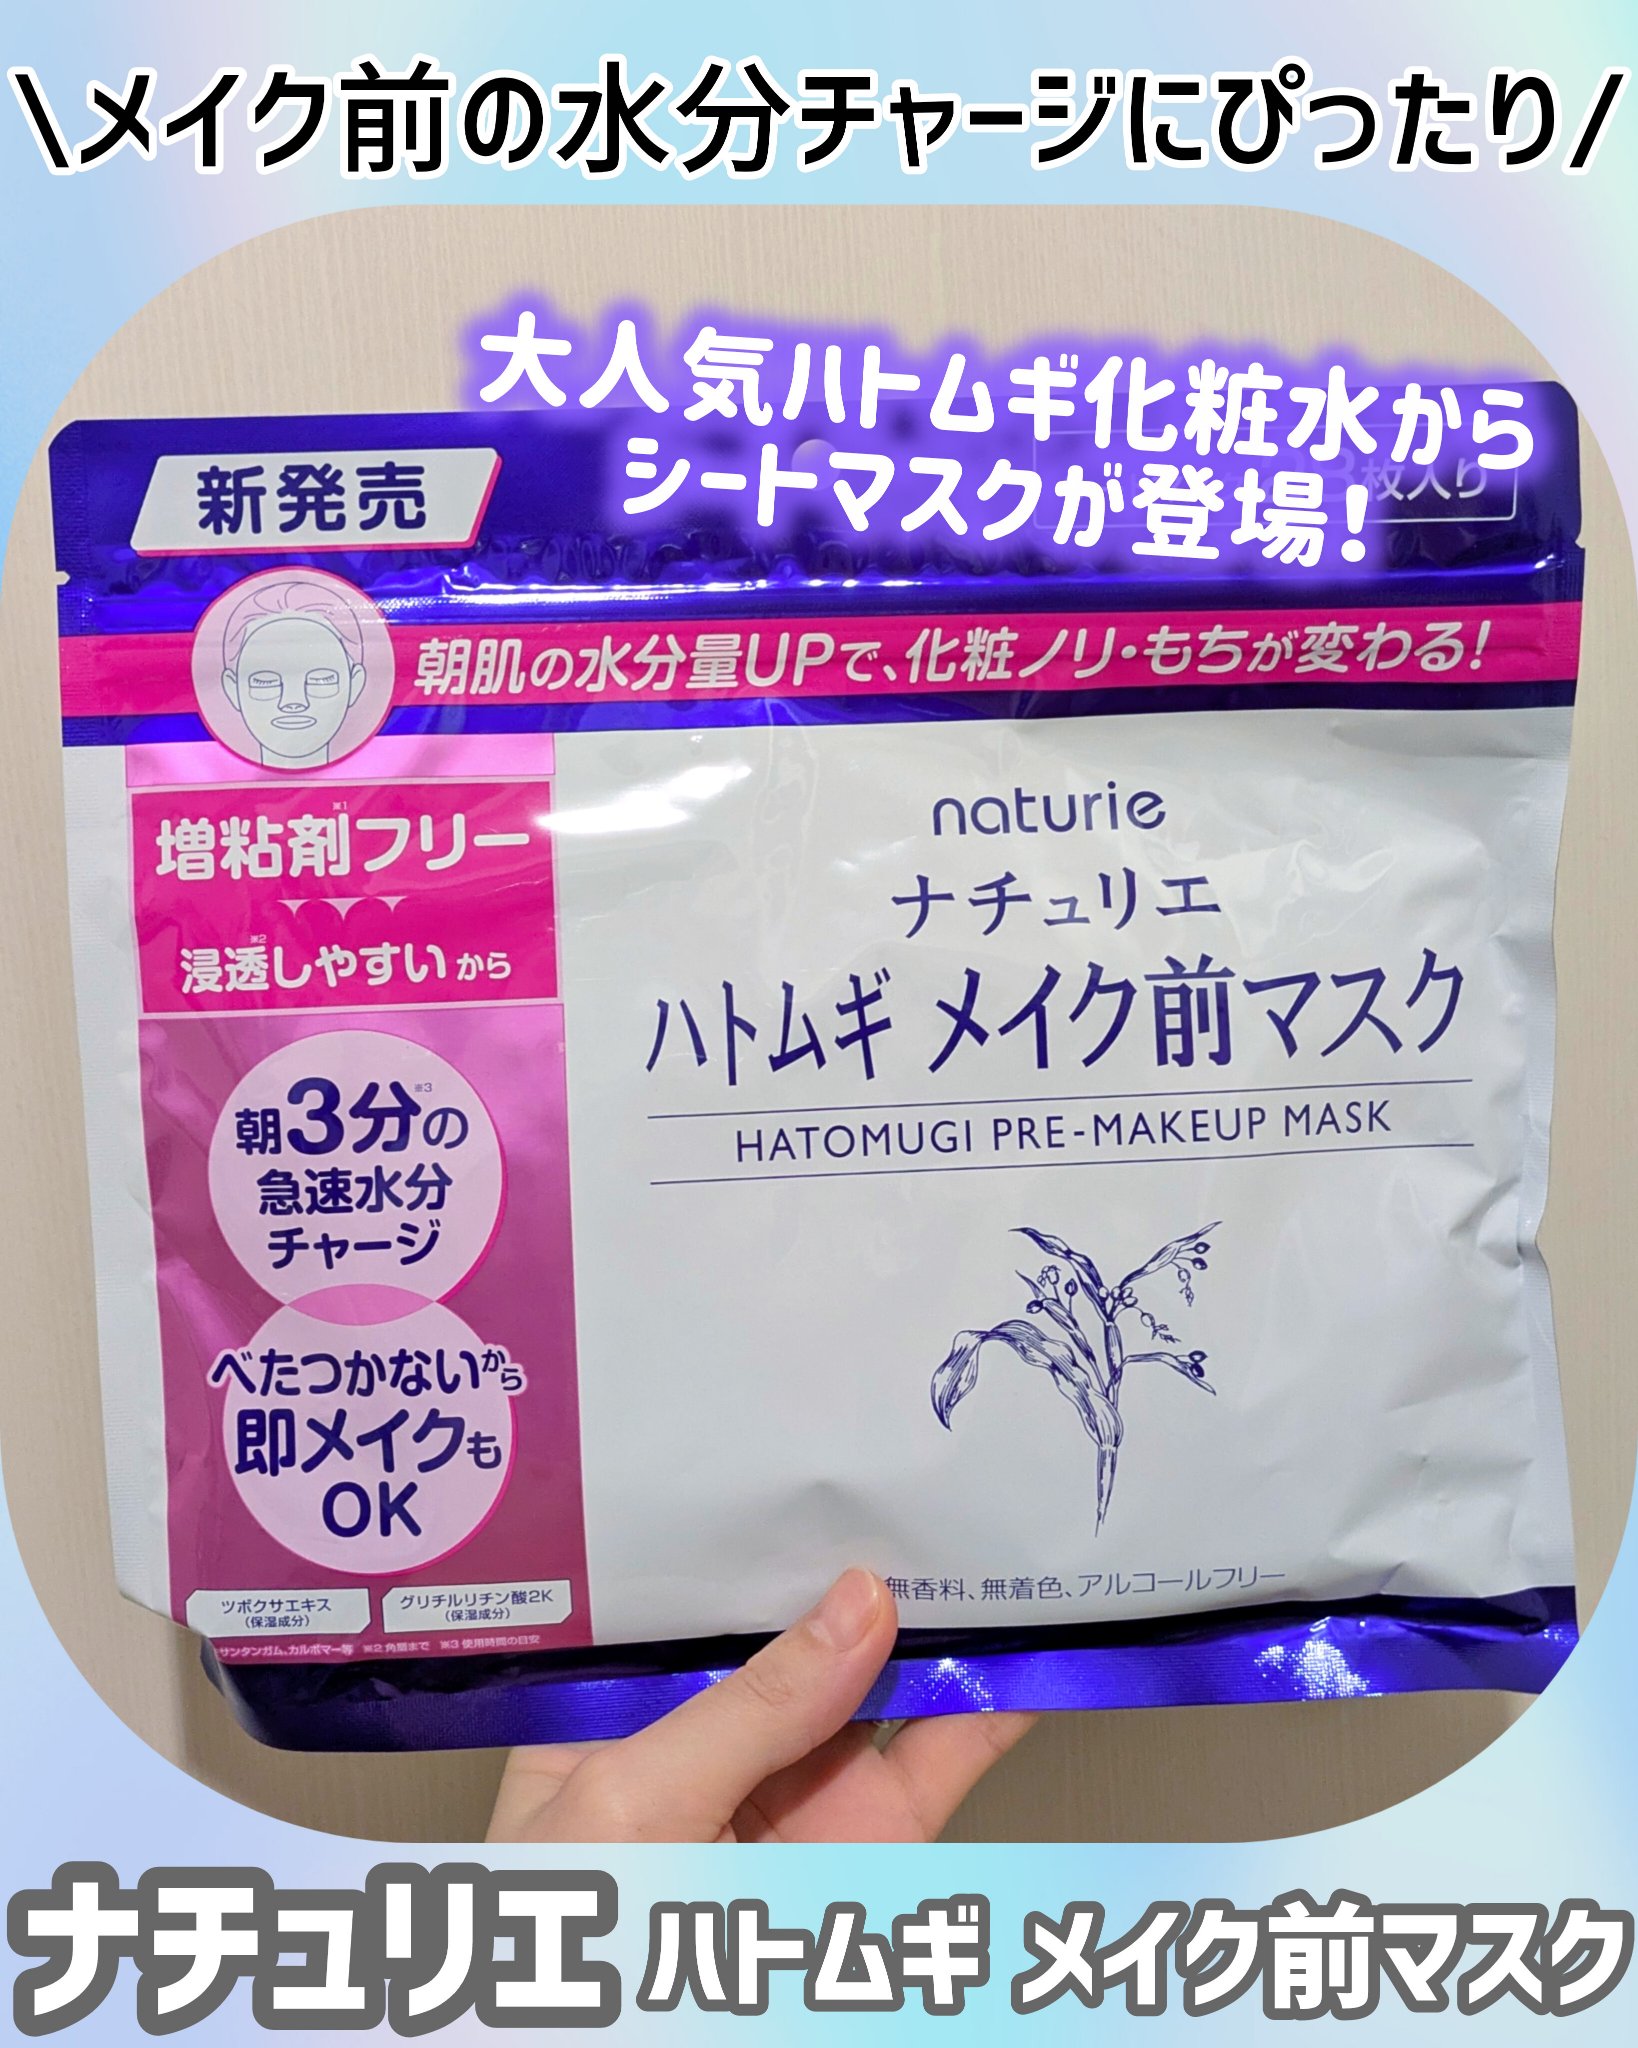 \メイク前の水分チャージにぴったり/
大人気ハトムギ化粧水から
シートマスクが登場!
新発売
枚入り
朝肌の水分量UPで、化粧ノリ・もちが変わる!
naturie
ナチュリエ
ハトムギ メイク前マスク
HATOMUGI PRE-MAKEUP MASK
※1
増粘剤フリー
※2
浸透しやすいから
朝3分の※3
急速水分
チャージ
べたつかないから
即メイクも
OK
ツボクサエキス
(保湿成分)
グリチルリチン酸2K
(保湿成分)
サンタンガム、カルボマー等 ※2 角層まで ※3 使用時間の目安
無香料、無着色、アルコールフリー
ナチュリエ ハトムギ メイク前マスク